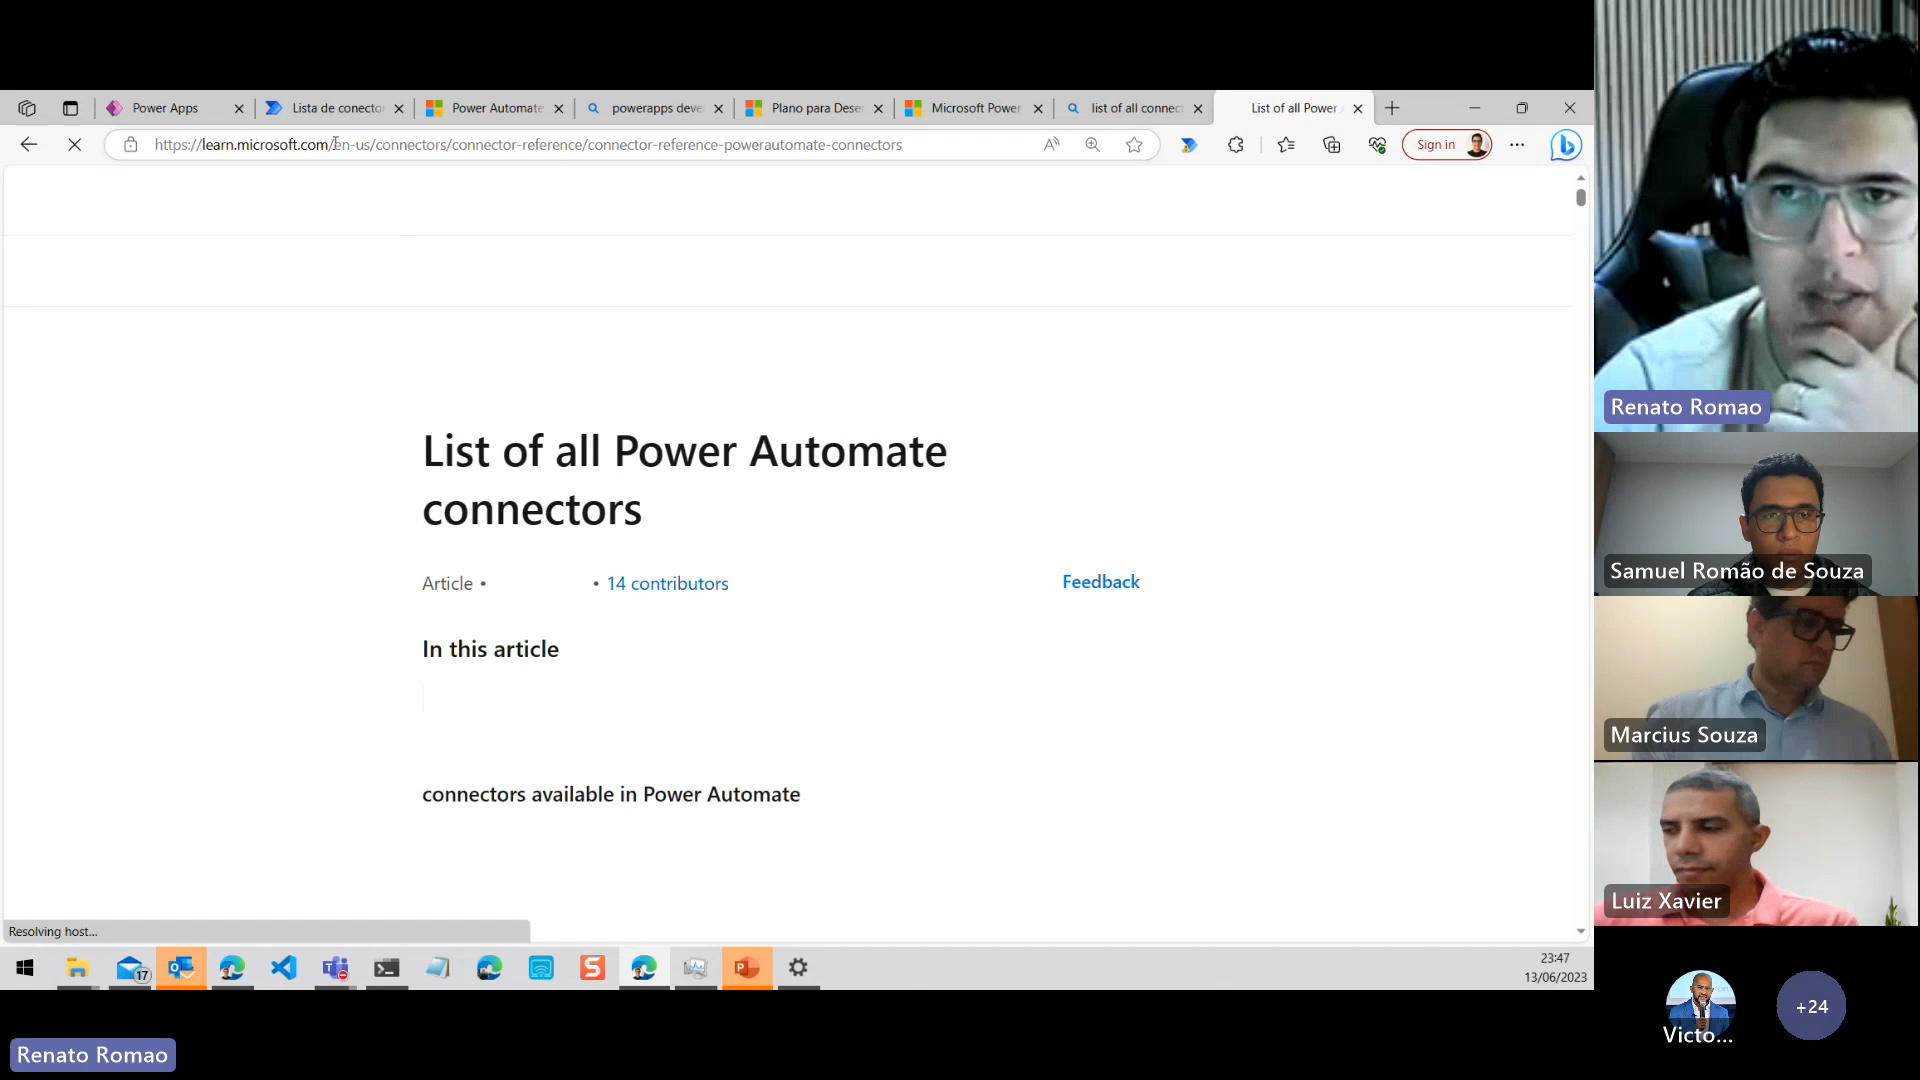 Power Apps
Lista de conecto
Power Automate
powerapps deve
Plano para Dese
Microsoft Power
list of all connect
List of all Power
https://learn.microsoft.com/en-us/connectors/connector-reference/connector-reference-powerautomate-connectors
Sign in
List of all Power Automate
connectors
Article •
• 14 contributors
Feedback
In this article
connectors available in Power Automate
Resolving host...
17
23:47
13/06/2023
Renato Romao
Samuel Romão de Souza
Marcius Souza
Luiz Xavier
Victo...
+24
Renato Romao